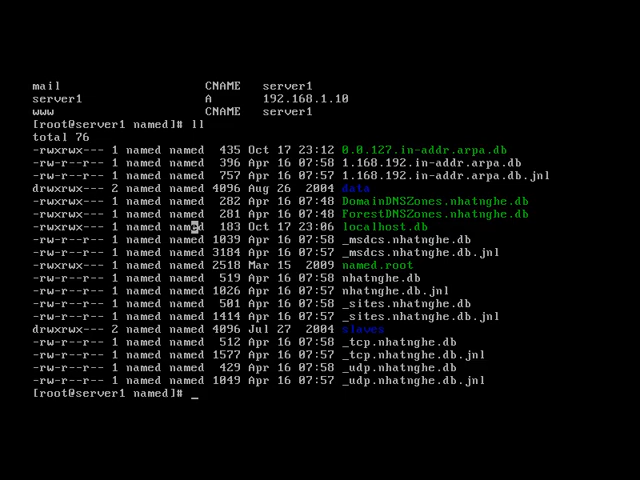 mail                    CNAME   server1
server1                 A       192.168.1.10
www                     CNAME   server1
[root@server1 named]# ll
total 76
-rwxrwx--- 1 named named  435 Oct 17 23:12 0.0.127.in-addr.arpa.db
-rw-r--r-- 1 named named  396 Apr 16 07:58 1.168.192.in-addr.arpa.db
-rw-r--r-- 1 named named  757 Apr 16 07:57 1.168.192.in-addr.arpa.db.jnl
drwxrwx--- 2 named named 4096 Aug 26  2004 data
-rw-r--r-- 1 named named  282 Apr 16 07:48 DomainDNSZones.nhatnghe.db
-rw-r--r-- 1 named named  281 Apr 16 07:48 ForestDNSZones.nhatnghe.db
-rwxrwx--- 1 named named  183 Oct 17 23:06 localhost.db
-rw-r--r-- 1 named named 1039 Apr 16 07:58 _msdcs.nhatnghe.db
-rw-r--r-- 1 named named 3184 Apr 16 07:57 _msdcs.nhatnghe.db.jnl
-rwxrwx--- 1 named named 2518 Mar 15  2009 named.root
-rw-r--r-- 1 named named  519 Apr 16 07:58 nhatnghe.db
-rw-r--r-- 1 named named 1026 Apr 16 07:57 nhatnghe.db.jnl
-rw-r--r-- 1 named named  501 Apr 16 07:58 _sites.nhatnghe.db
-rw-r--r-- 1 named named 1414 Apr 16 07:57 _sites.nhatnghe.db.jnl
drwxrwx--- 2 named named 4096 Jul 27  2004 slaves
-rw-r--r-- 1 named named  512 Apr 16 07:58 _tcp.nhatnghe.db
-rw-r--r-- 1 named named 1577 Apr 16 07:57 _tcp.nhatnghe.db.jnl
-rw-r--r-- 1 named named  429 Apr 16 07:58 _udp.nhatnghe.db
-rw-r--r-- 1 named named 1049 Apr 16 07:57 _udp.nhatnghe.db.jnl
[root@server1 named]# _